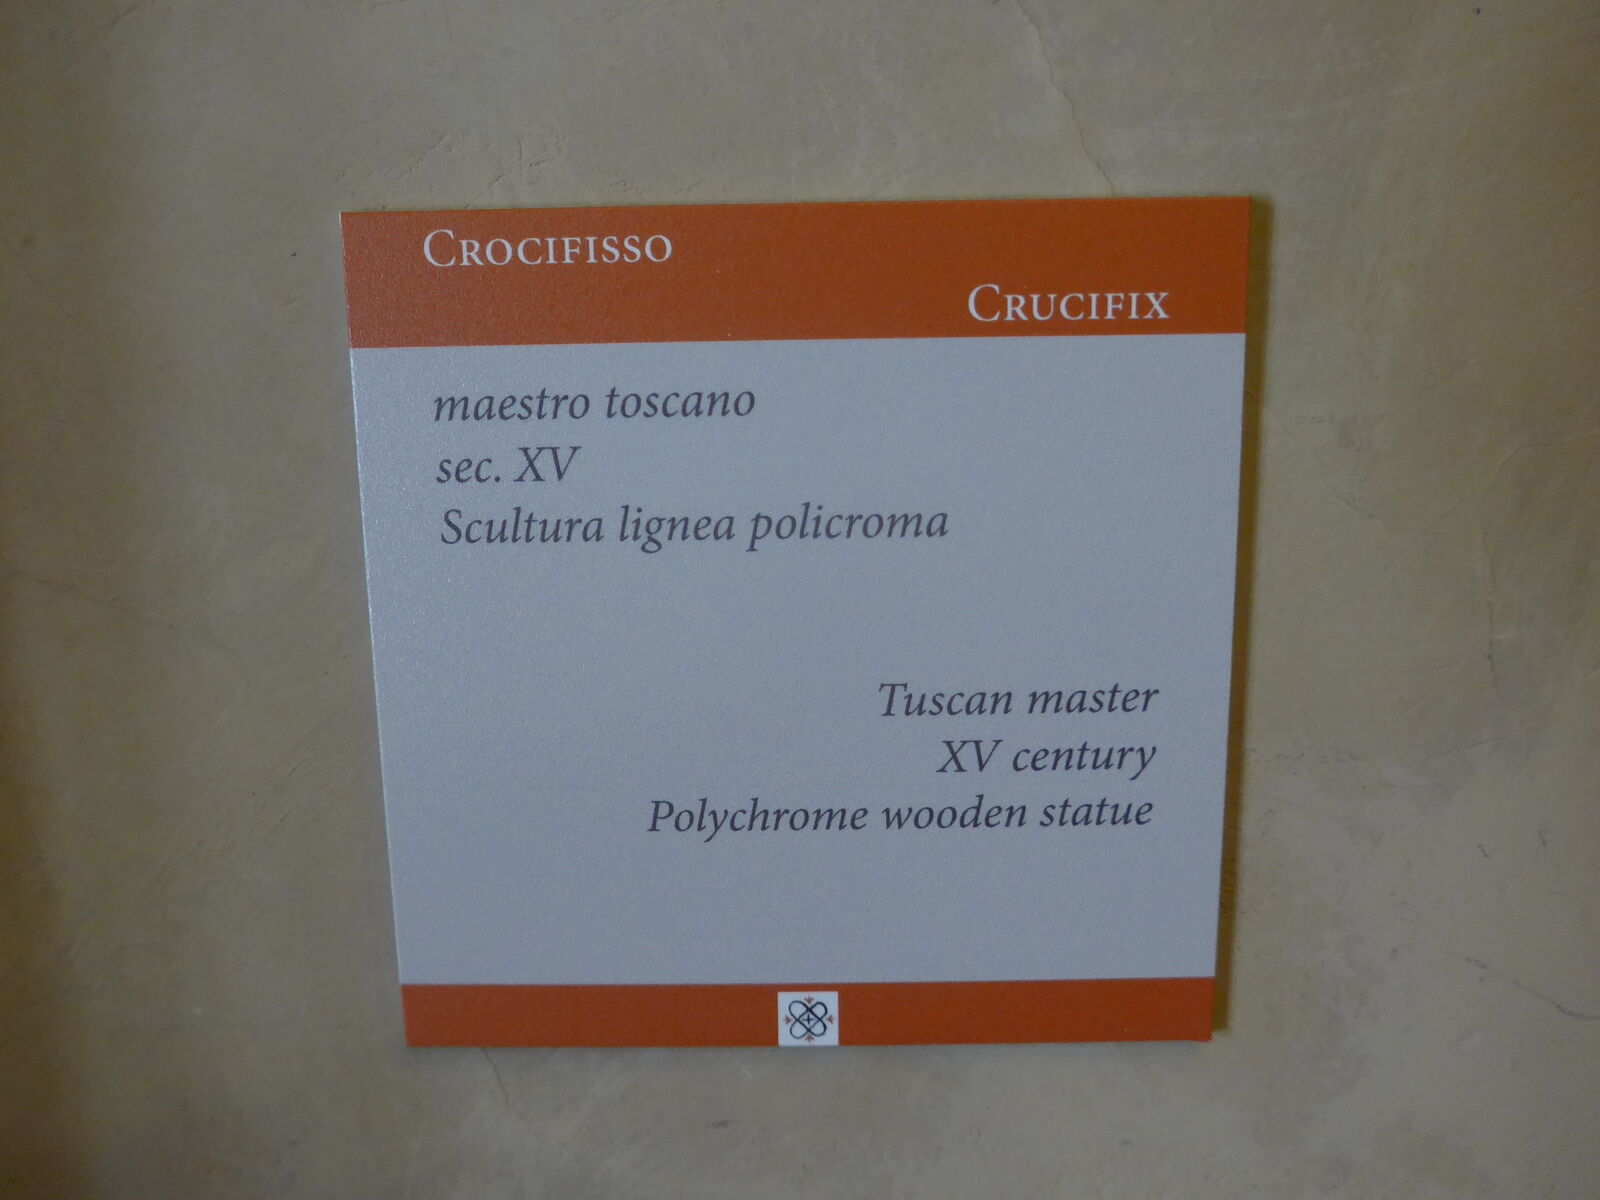 Crocifisso
Crucifix
maestro toscano
sec. XV
Scultura lignea policroma
Tuscan master
XV century
Polychrome wooden statue